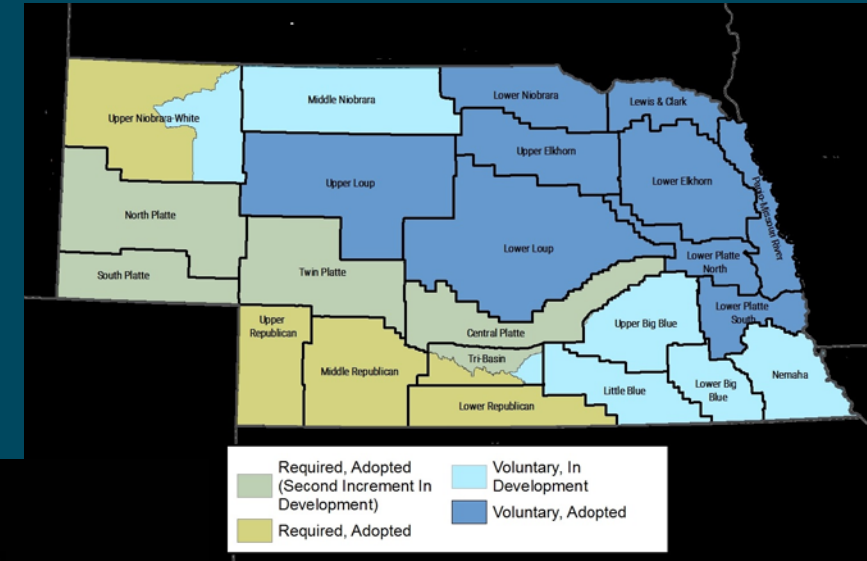 Lower Niobrara
Middle Niobrara
Lewis & Clark
Upper Niobrara-White
Upper Elkhorn
Upper Loup
Lower Elkhorn
Papio-Missouri River
North Platte
Lower Loup
Lower Platte
North
South Platte
Twin Platte
Lower Platte
South
Upper
Republican
Central Platte
Upper Big Blue
Tri-Basin
Middle Republican
Nemaha
Little Blue
Lower Big
Blue
Lower Republican
Required, Adopted
(Second Increment In
Development)
Required, Adopted
Voluntary, In
Development
Voluntary, Adopted